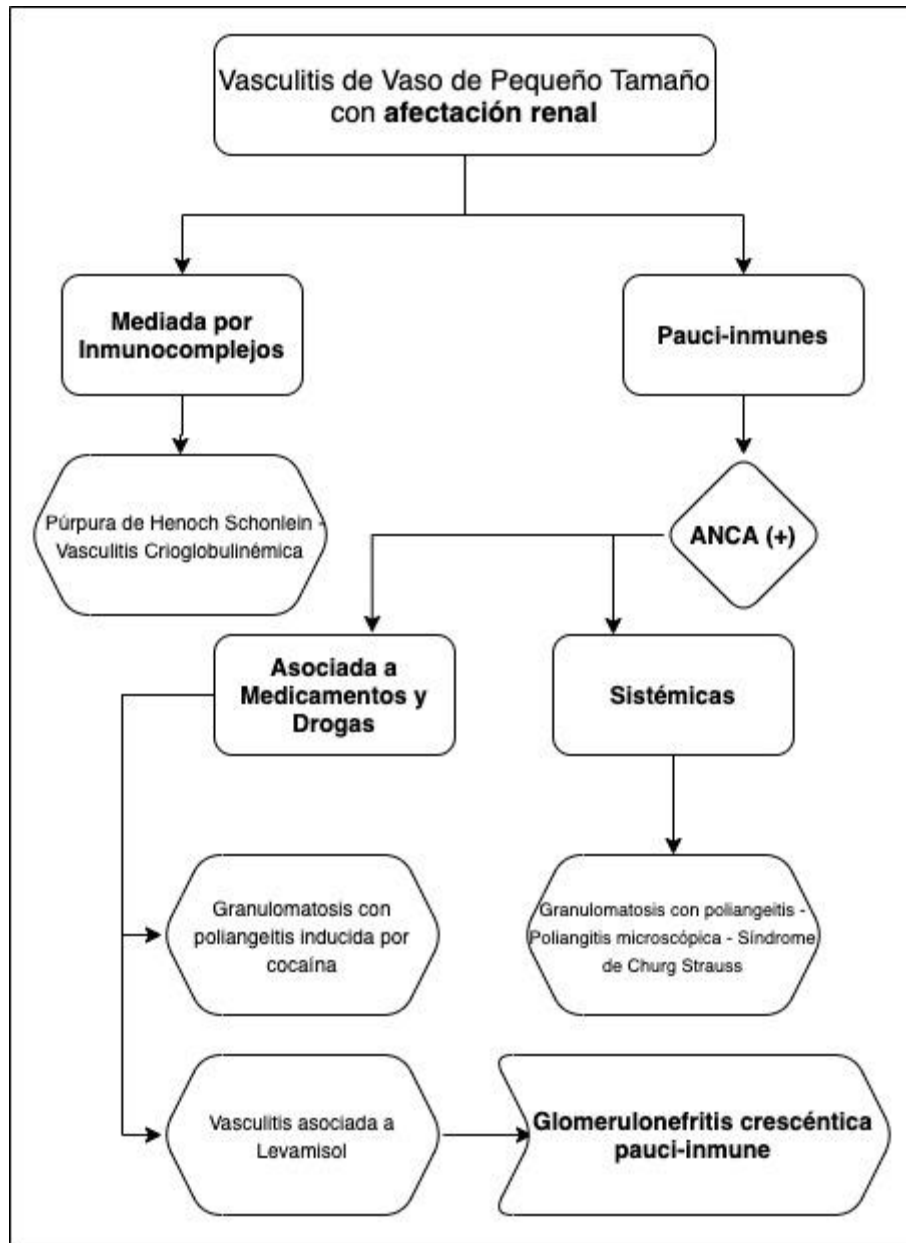 Vasculitis de Vaso de Pequeño Tamaño
con afectación renal
Mediada por
Inmunocomplejos
Pauci-inmunes
Púrpura de Henoch Schonlein -
Vasculitis Crioglobulinémica
ANCA (+)
Asociada a
Medicamentos y
Drogas
Sistémicas
Granulomatosis con
poliangeitis inducida por
cocaína
Granulomatosis con poliangeitis -
Poliangitis microscópica - Síndrome
de Churg Strauss
Vasculitis asociada a
Levamisol
Glomerulonefritis crescéntica
pauci-inmune